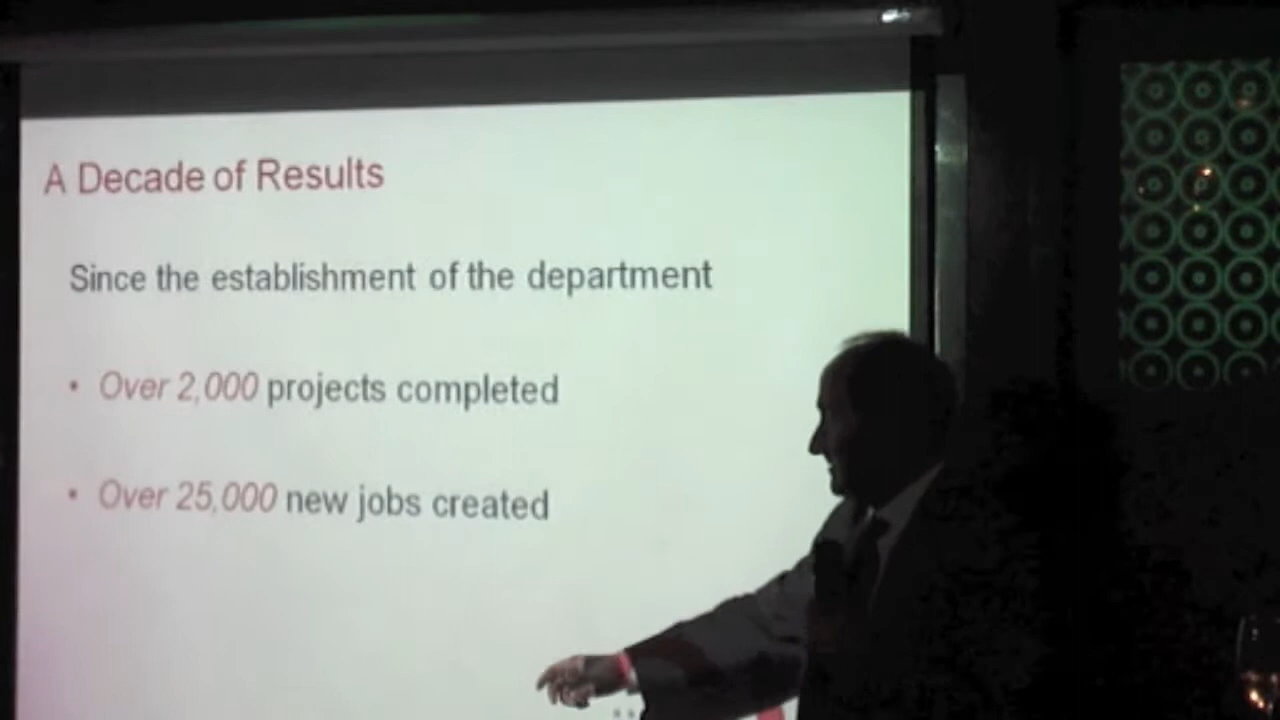 A Decade of Results
Since the establishment of the department
• Over 2,000 projects completed
• Over 25,000 new jobs created